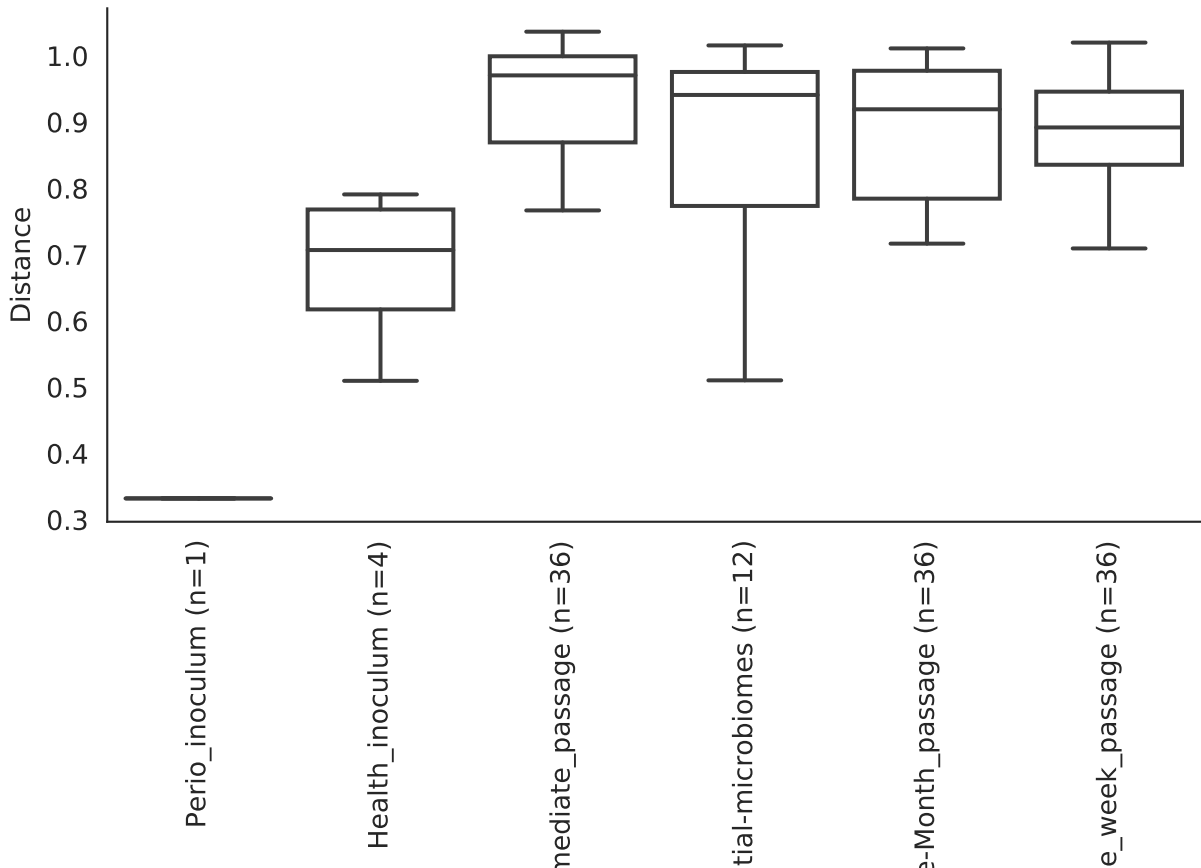 Distance
1.0
0.9
0.8
0.7
0.6
0.5
0.4
0.3
Perio_inoculum (n=1)
Health_inoculum (n=4)
mediate_passage (n=36)
tial-microbiomes (n=12)
e-Month_passage (n=36)
e_week_passage (n=36)